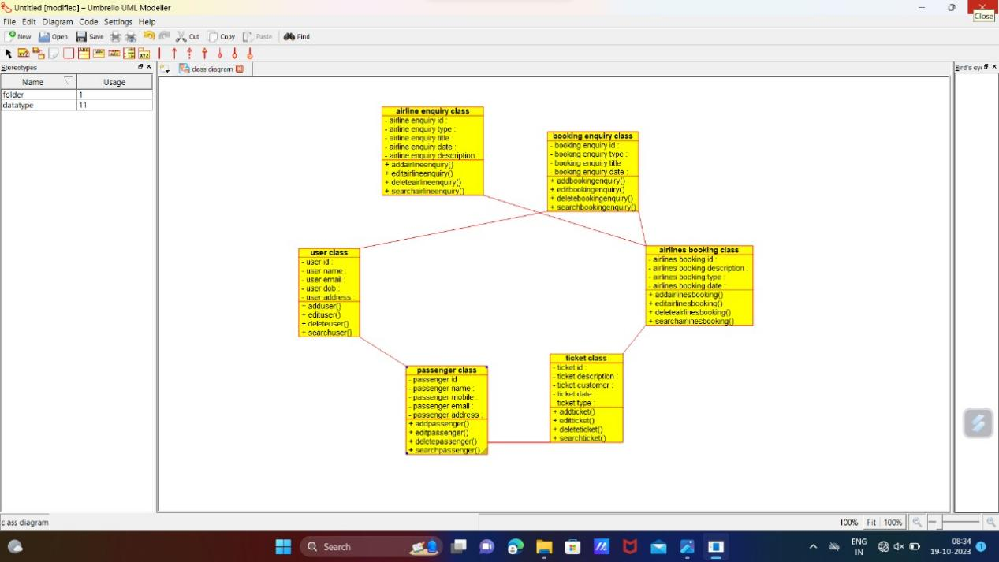 Untitled [modified] – Umbrello UML Modeller
Close
File Edit Diagram Code Settings Help
New Open Save Cut Copy Paste Find
Stereotypes
class diagram
Bird's ey
Name Usage
folder 1
datatype 11
airline enquiry class
- airline enquiry id :
- airline enquiry type :
- airline enquiry title :
- airline enquiry date :
- airline enquiry description :
+ addairlineenquiry()
+ editairlineenquiry()
+ deleteairlineenquiry()
+ searchairlineenquiry()
booking enquiry class
- booking enquiry id :
- booking enquiry type :
- booking enquiry title :
- booking enquiry date :
+ addbookingenquiry()
+ editbookingenquiry()
+ deletebookingenquiry()
+ searchbookingenquiry()
user class
- user id :
- user name :
- user email :
- user dob :
- user address :
+ adduser()
+ edituser()
+ deleteuser()
+ searchuser()
airlines booking class
- airlines booking id :
- airlines booking description :
- airlines booking type :
- airlines booking date :
+ addairlinesbooking()
+ editairlinesbooking()
+ deleteairlinesbooking()
+ searchairlinesbooking()
passenger class
- passenger id :
- passenger name :
- passenger mobile :
- passenger email :
- passenger address :
+ addpassenger()
+ editpassenger()
+ deletepassenger()
+ searchpassenger()
ticket class
- ticket id :
- ticket description :
- ticket customer :
- ticket date :
- ticket type :
+ addticket()
+ editticket()
+ deleteticket()
+ searchticket()
class diagram
100% Fit 100%
Search
ENG
IN
08:34
19-10-2023
1